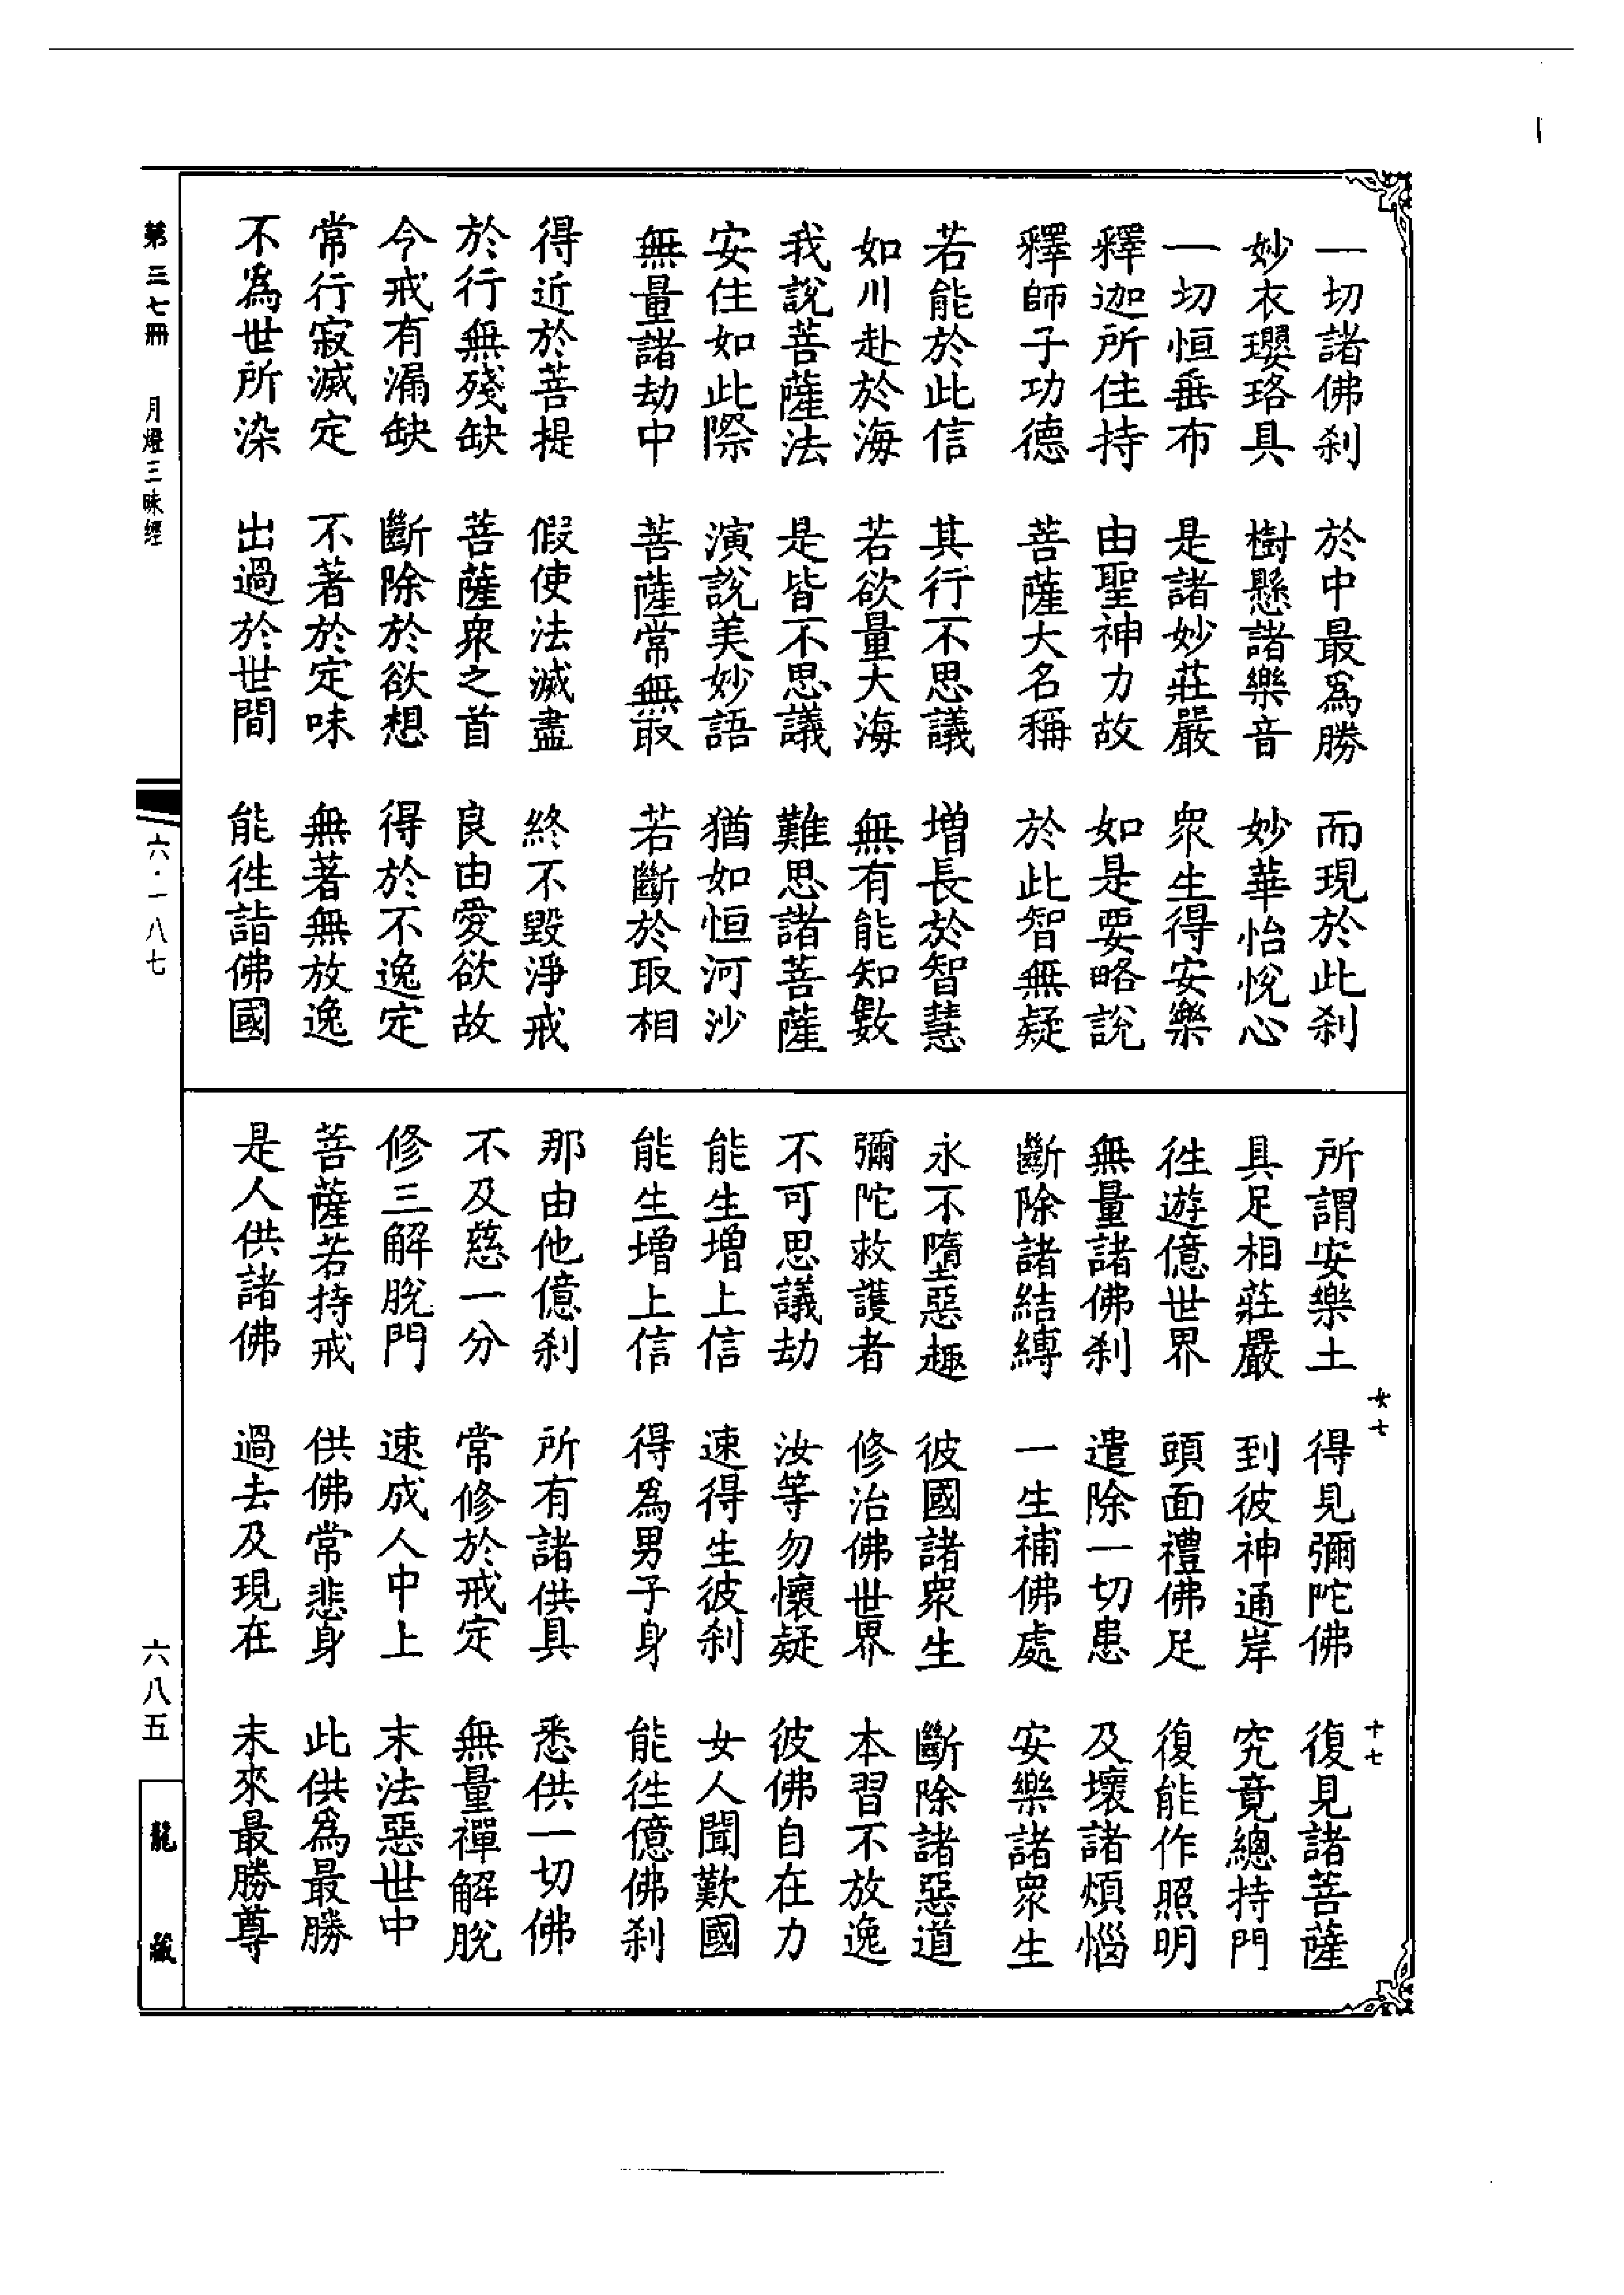 一切諸佛刹　於中最爲勝　而現於此刹
妙衣瓔珞具　樹懸諸樂音　妙華怡悅心
一切恒垂布　是諸妙莊嚴　衆生得安樂
釋迦所住持　由聖神力故　如是要略說
釋師子功德　菩薩大名稱　於此智無疑
若能於此信　其行不思議　增長於智慧
如川赴於海　若欲量大海　無有能知數
我說菩薩法　是皆不思議　難思諸菩薩
安住如此際　演說美妙語　猶如恒河沙
無量諸劫中　菩薩常無取　若斷於取相
得近於菩提　假使法滅盡　終不毀淨戒
於行無殘缺　菩薩衆之首　良由愛欲故
今戒有漏缺　斷除於欲想　得於不逸定
常行寂滅定　不著於定味　無著無放逸
不爲世所染　出過於世間　能徃詣佛國
所謂安樂土　得見彌陀佛　復見諸菩薩
具足相莊嚴　到彼神通岸　究竟總持門
徃遊億世界　頭面禮佛足　復能作照明
無量諸佛刹　遣除一切患　及壞諸煩惱
斷除諸結縛　一生補佛處　安樂諸衆生
永不墮惡趣　彼國諸衆生　斷除諸惡道
彌陀救護者　修治佛世界　本習不放逸
不可思議劫　汝等勿懷疑　彼佛自在力
能生增上信　速得生彼刹　女人聞歎國
能生增上信　得爲男子身　能徃億佛刹
那由他億刹　所有諸供具　悉供一切佛
不及慈一分　常修於戒定　無量禪解脫
修三解脫門　速成人中上　末法惡世中
菩薩若持戒　供佛常悲身　此供爲最勝
是人供諸佛　過去及現在　未來最勝尊
女七　十七
第三七冊　月燈三昧經
六·一八七
六八五
龍藏